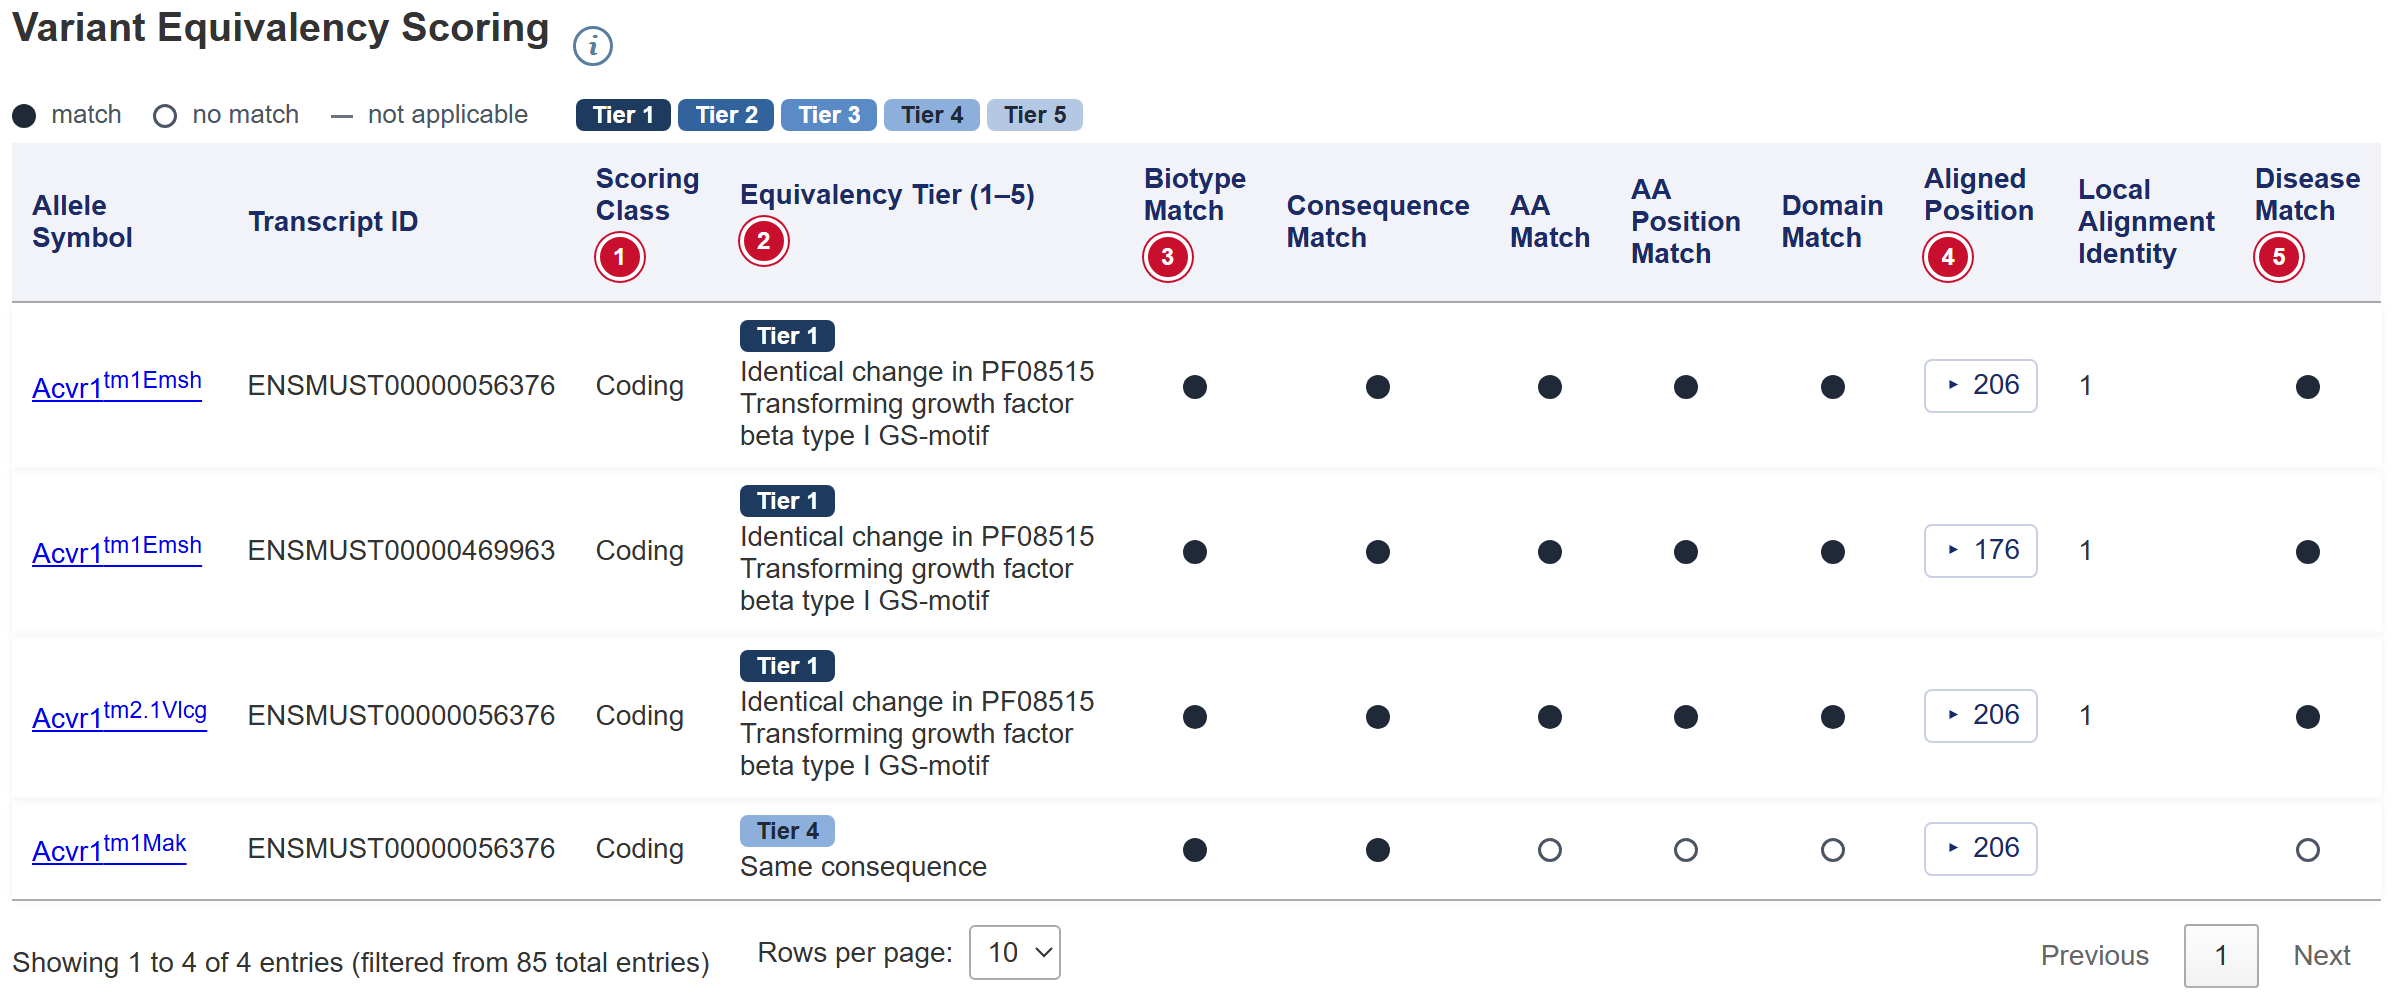 Variant Equivalency Scoring i
match no match not applicable Tier 1 Tier 2 Tier 3 Tier 4 Tier 5
Allele Symbol
Transcript ID
Scoring Class 1
Equivalency Tier (1–5) 2
Biotype Match 3
Consequence Match
AA Match
AA Position Match
Domain Match
Aligned Position 4
Local Alignment Identity
Disease Match 5
Acvr1tm1Emsh ENSMUST00000056376 Coding Tier 1
Identical change in PF08515
Transforming growth factor
beta type I GS-motif
206 1
Acvr1tm1Emsh ENSMUST00000469963 Coding Tier 1
Identical change in PF08515
Transforming growth factor
beta type I GS-motif
176 1
Acvr1tm2.1Vlcg ENSMUST00000056376 Coding Tier 1
Identical change in PF08515
Transforming growth factor
beta type I GS-motif
206 1
Acvr1tm1Mak ENSMUST00000056376 Coding Tier 4
Same consequence
206
Showing 1 to 4 of 4 entries (filtered from 85 total entries) Rows per page: 10 Previous 1 Next